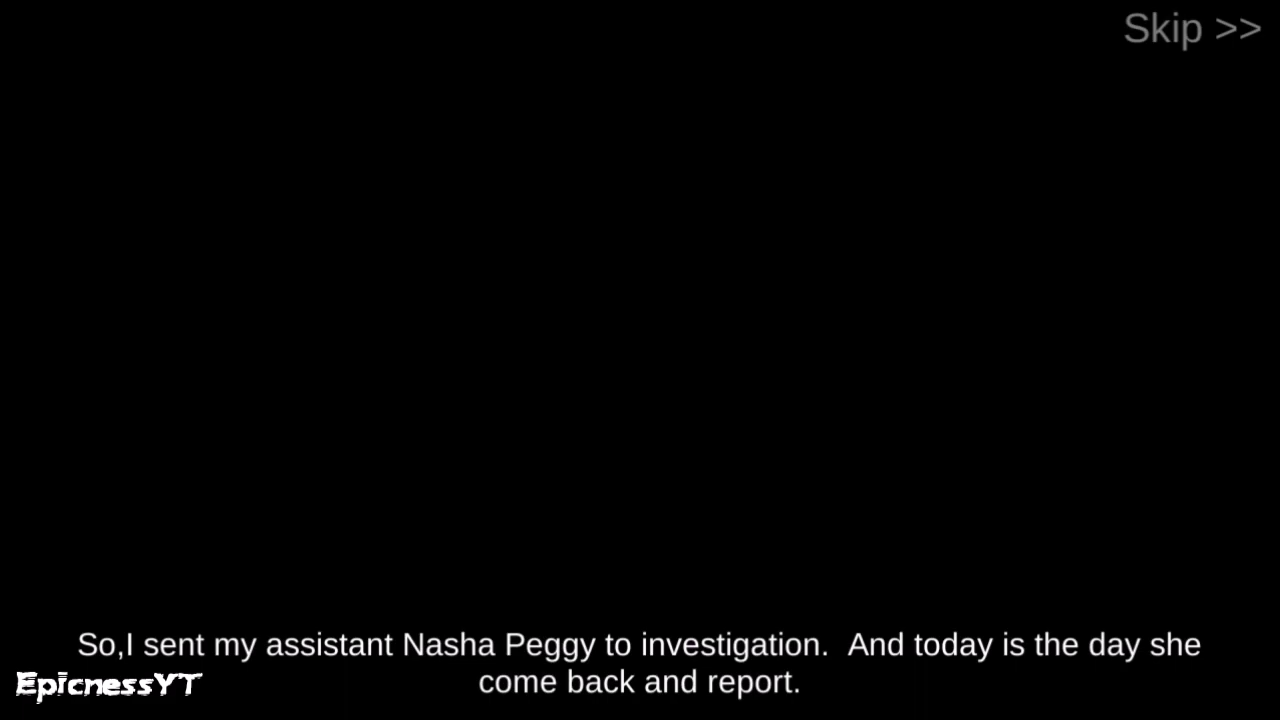 Skip >>
So,I sent my assistant Nasha Peggy to investigation.  And today is the day she
come back and report.
EpicnessYT